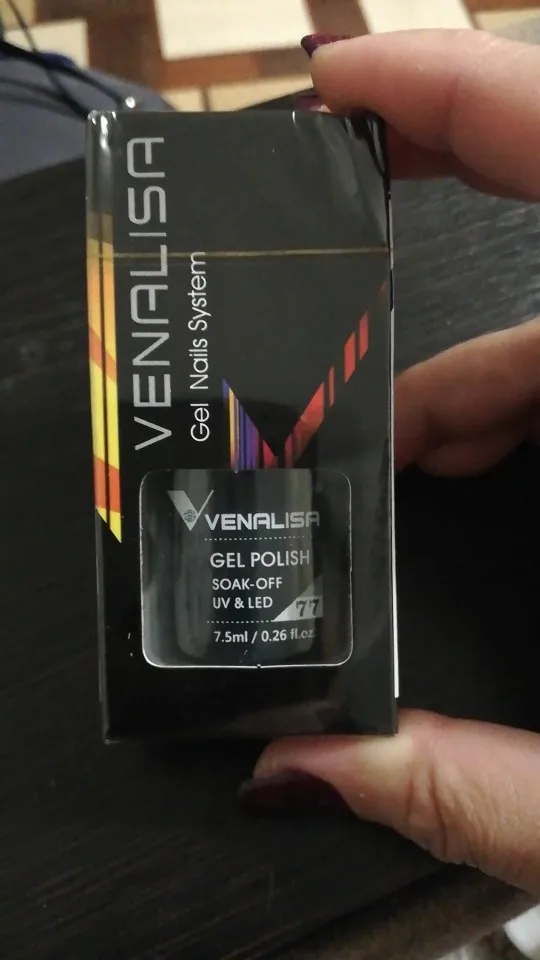 VENALISA
Gel Nails System
VENALISA
GEL POLISH
SOAK-OFF
UV & LED
77
7.5ml / 0.26 fl.oz